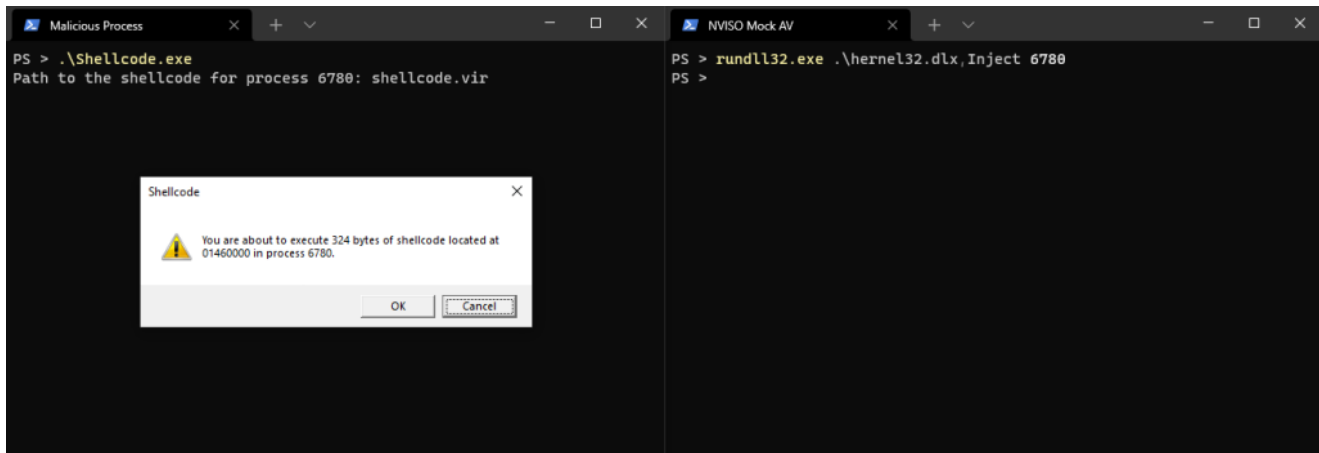 Malicious Process
PS > .\Shellcode.exe
Path to the shellcode for process 6780: shellcode.vir
Shellcode
You are about to execute 324 bytes of shellcode located at
01460000 in process 6780.
OK
Cancel
NVISO Mock AV
PS > rundll32.exe .\hernel32.dlx,Inject 6780
PS >